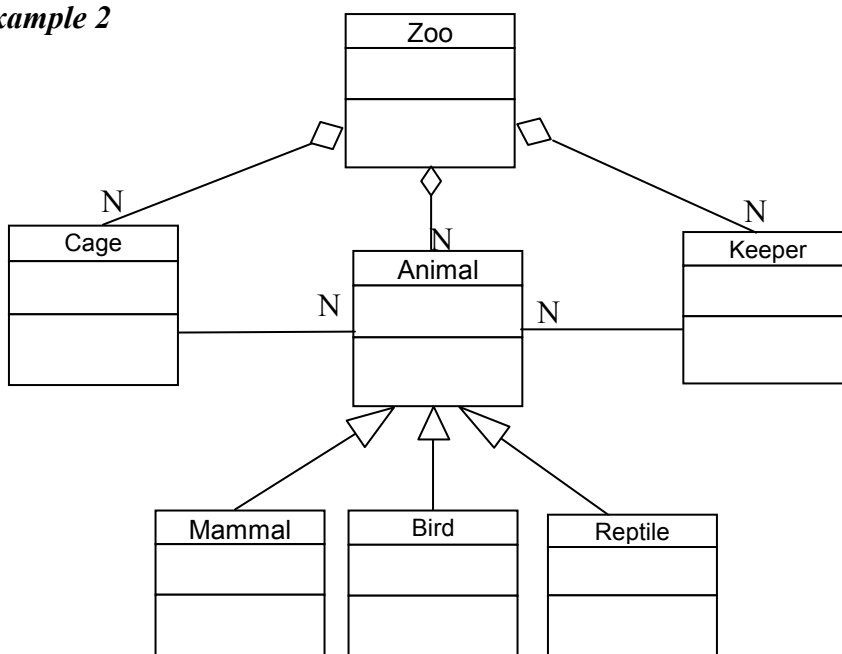 xample 2
Zoo
N
N
Cage
N
Keeper
Animal
N
N
Mammal
Bird
Reptile